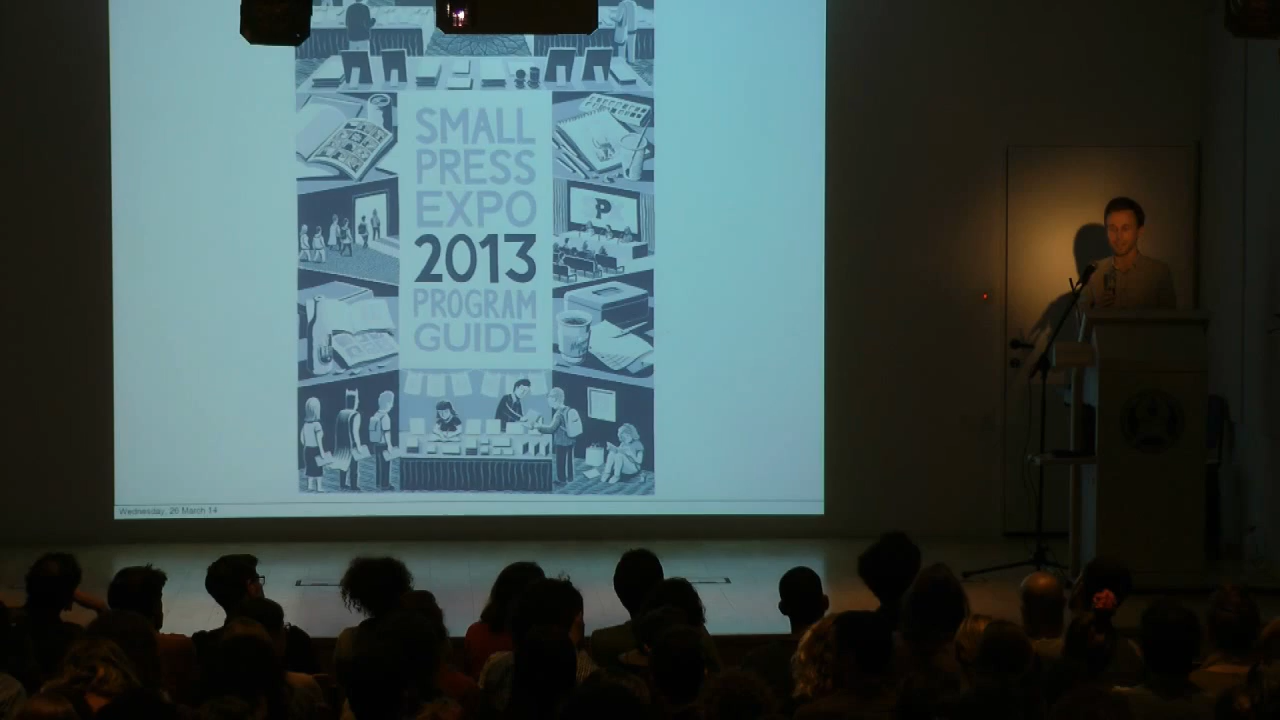 SMALL
PRESS
EXPO
2013
PROGRAM
GUIDE
P
Wednesday, 26 March 14